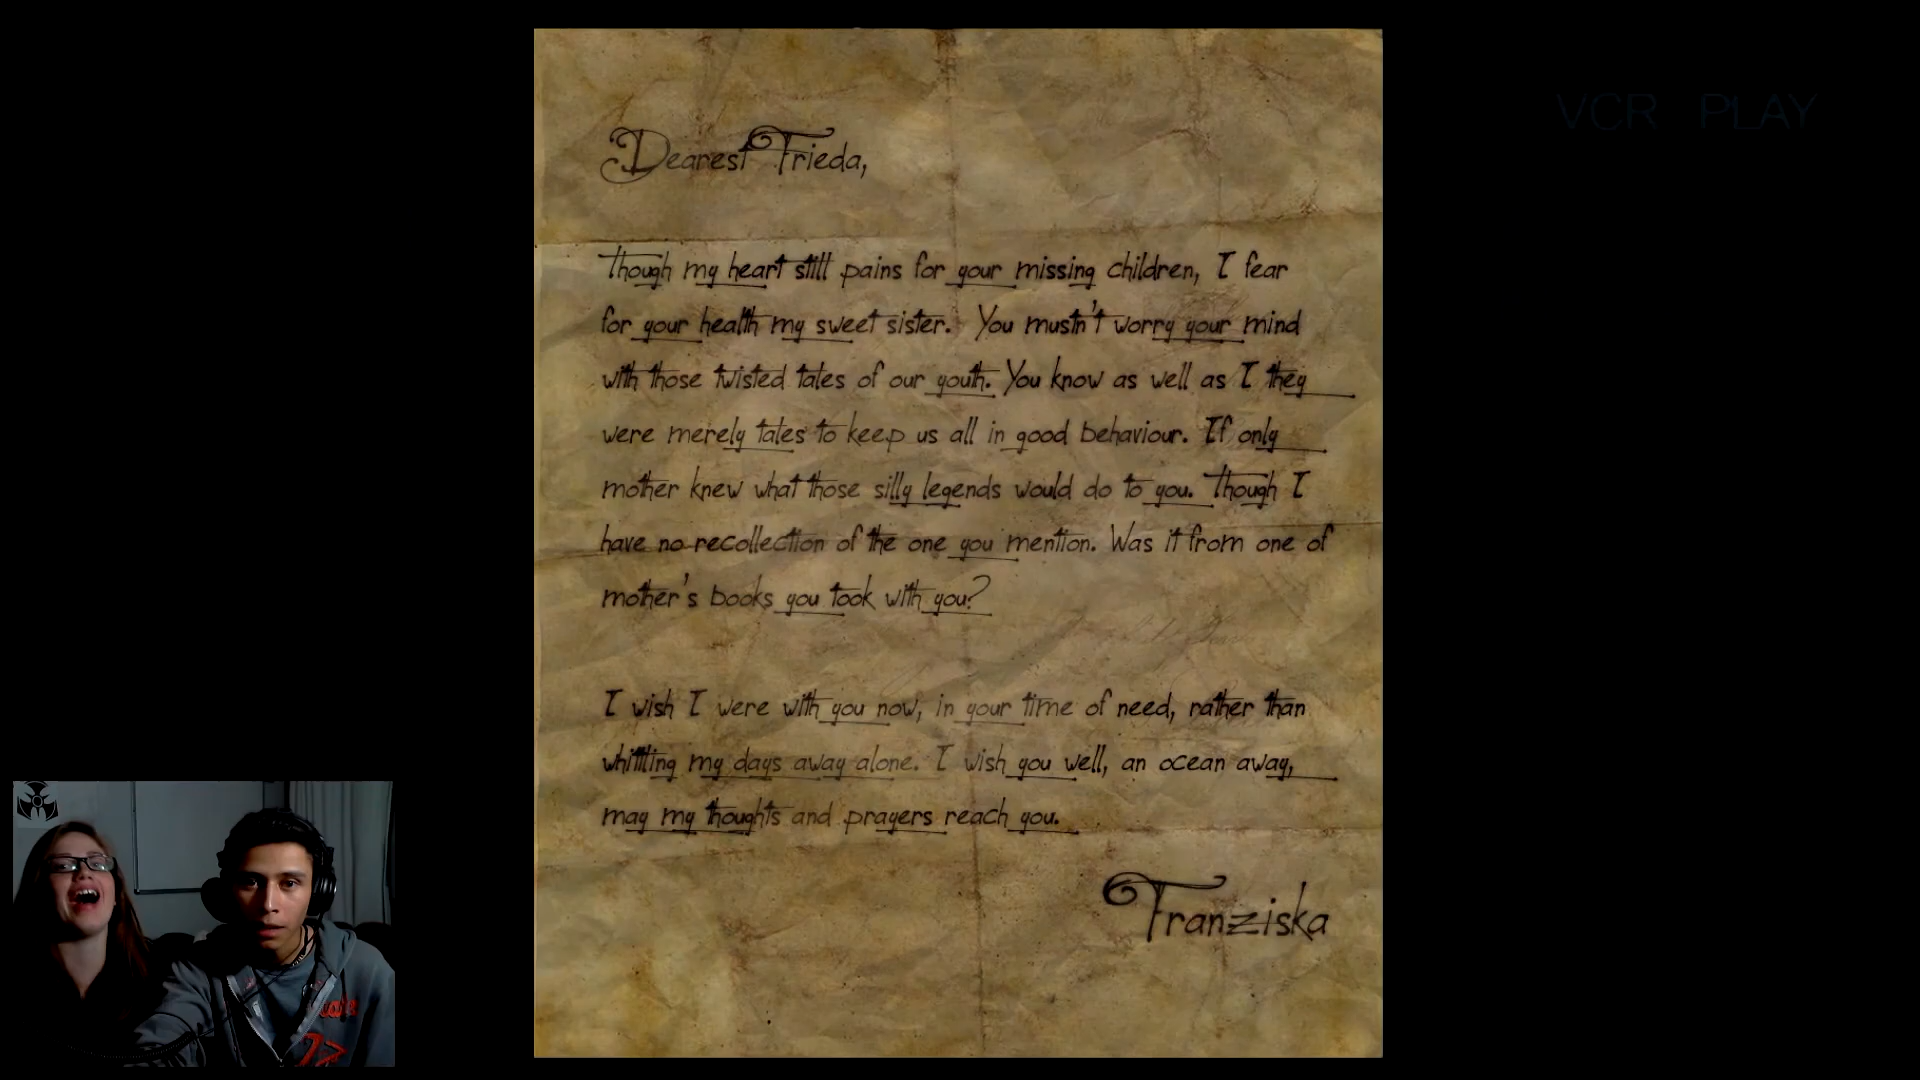 VCR PLAY
Dearest Frieda,
Though my heart still pains for your missing children, I fear
for your health my sweet sister. You mustn't worry your mind
with those twisted tales of our youth. You know as well as I they
were merely tales to keep us all in good behaviour. If only
mother knew what those silly legends would do to you. Though I
have no recollection of the one you mention. Was it from one of
mother's books you took with you?
I wish I were with you now, in your time of need, rather than
whittling my days away alone. I wish you well, an ocean away,
may my thoughts and prayers reach you.
Franziska